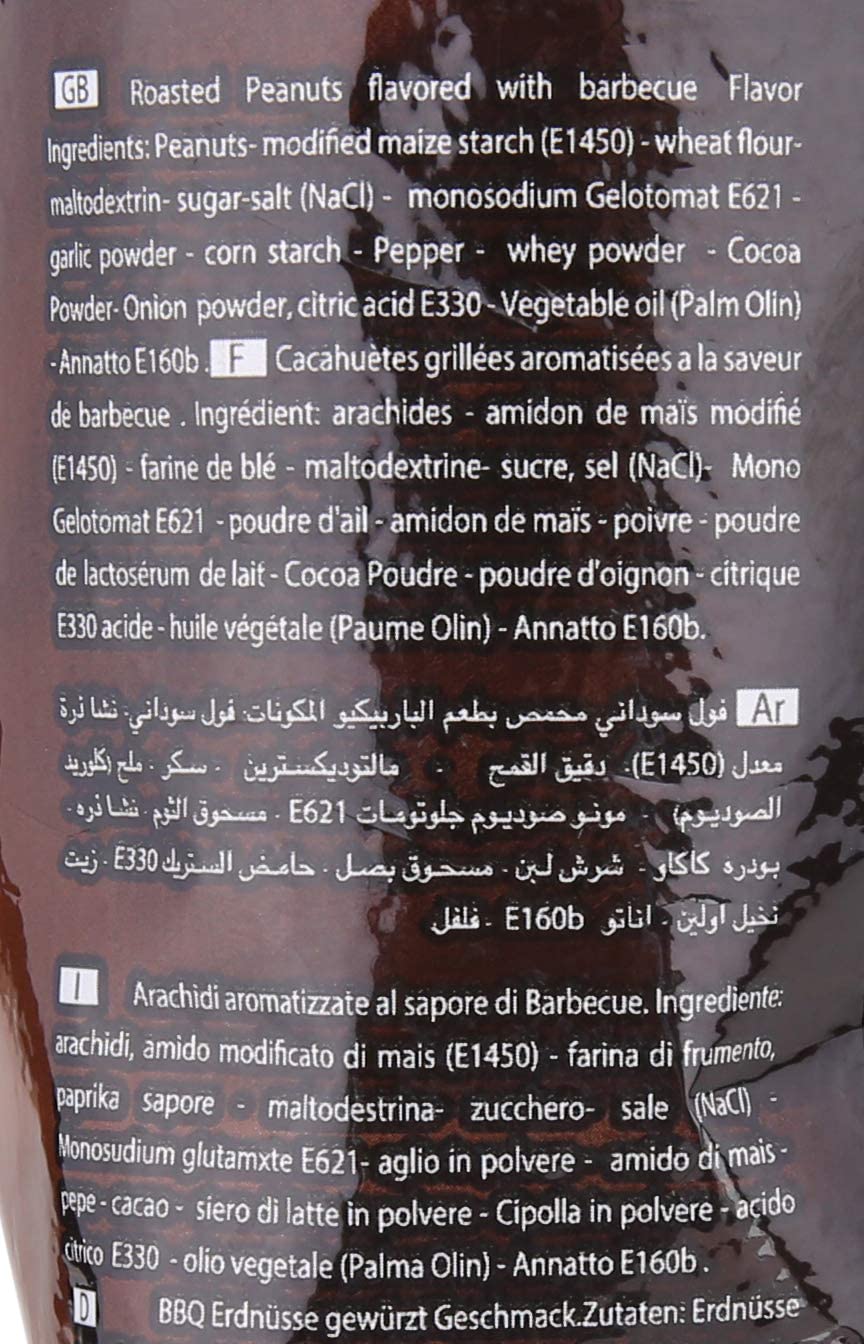 GB Roasted Peanuts flavored with barbecue Flavor
Ingredients: Peanuts- modified maize starch (E1450) - wheat flour-
maltodextrin- sugar-salt (NaCl) - monosodium Gelotomat E621 -
garlic powder - corn starch - Pepper - whey powder - Cocoa
Powder- Onion powder, citric acid E330 - Vegetable oil (Palm Olin)
-Annatto E160b . F Cacahuètes grillées aromatisées a la saveur
de barbecue . Ingrédient: arachides - amidon de maïs modifié
(E1450) - farine de blé - maltodextrine- sucre, sel (NaCl)- Mono
Gelotomat E621 - poudre d'ail - amidon de maïs - poivre - poudre
de lactosérum de lait - Cocoa Poudre - poudre d'oignon - citrique
E330 acide - huile végétale (Paume Olin) - Annatto E160b.
Ar فول سوداني محمص بطعم الباربيكيو المكونات: فول سوداني- نشا ذرة
معدل (E1450)- دقيق القمح - مالتوديكسترين - سكر - ملح (كلوريد
الصوديوم) - مونو صوديوم جلوتومات E621 - مسحوق الثوم - نشا ذره -
بودره كاكاو - شرش لبن - مسحوق بصل - حامض الستريك E330 - زيت
نخيل اولين - اناتو E160b - فلفل.
I Arachidi aromatizzate al sapore di Barbecue. Ingrediente:
arachidi, amido modificato di mais (E1450) - farina di frumento,
paprika sapore - maltodestrina- zucchero- sale (NaCl) -
Monosudium glutamxte E621- aglio in polvere - amido di mais -
pepe - cacao - siero di latte in polvere - Cipolla in polvere - acido
citrico E330 - olio vegetale (Palma Olin) - Annatto E160b .
D BBQ Erdnüsse gewürzt Geschmack.Zutaten: Erdnüsse-